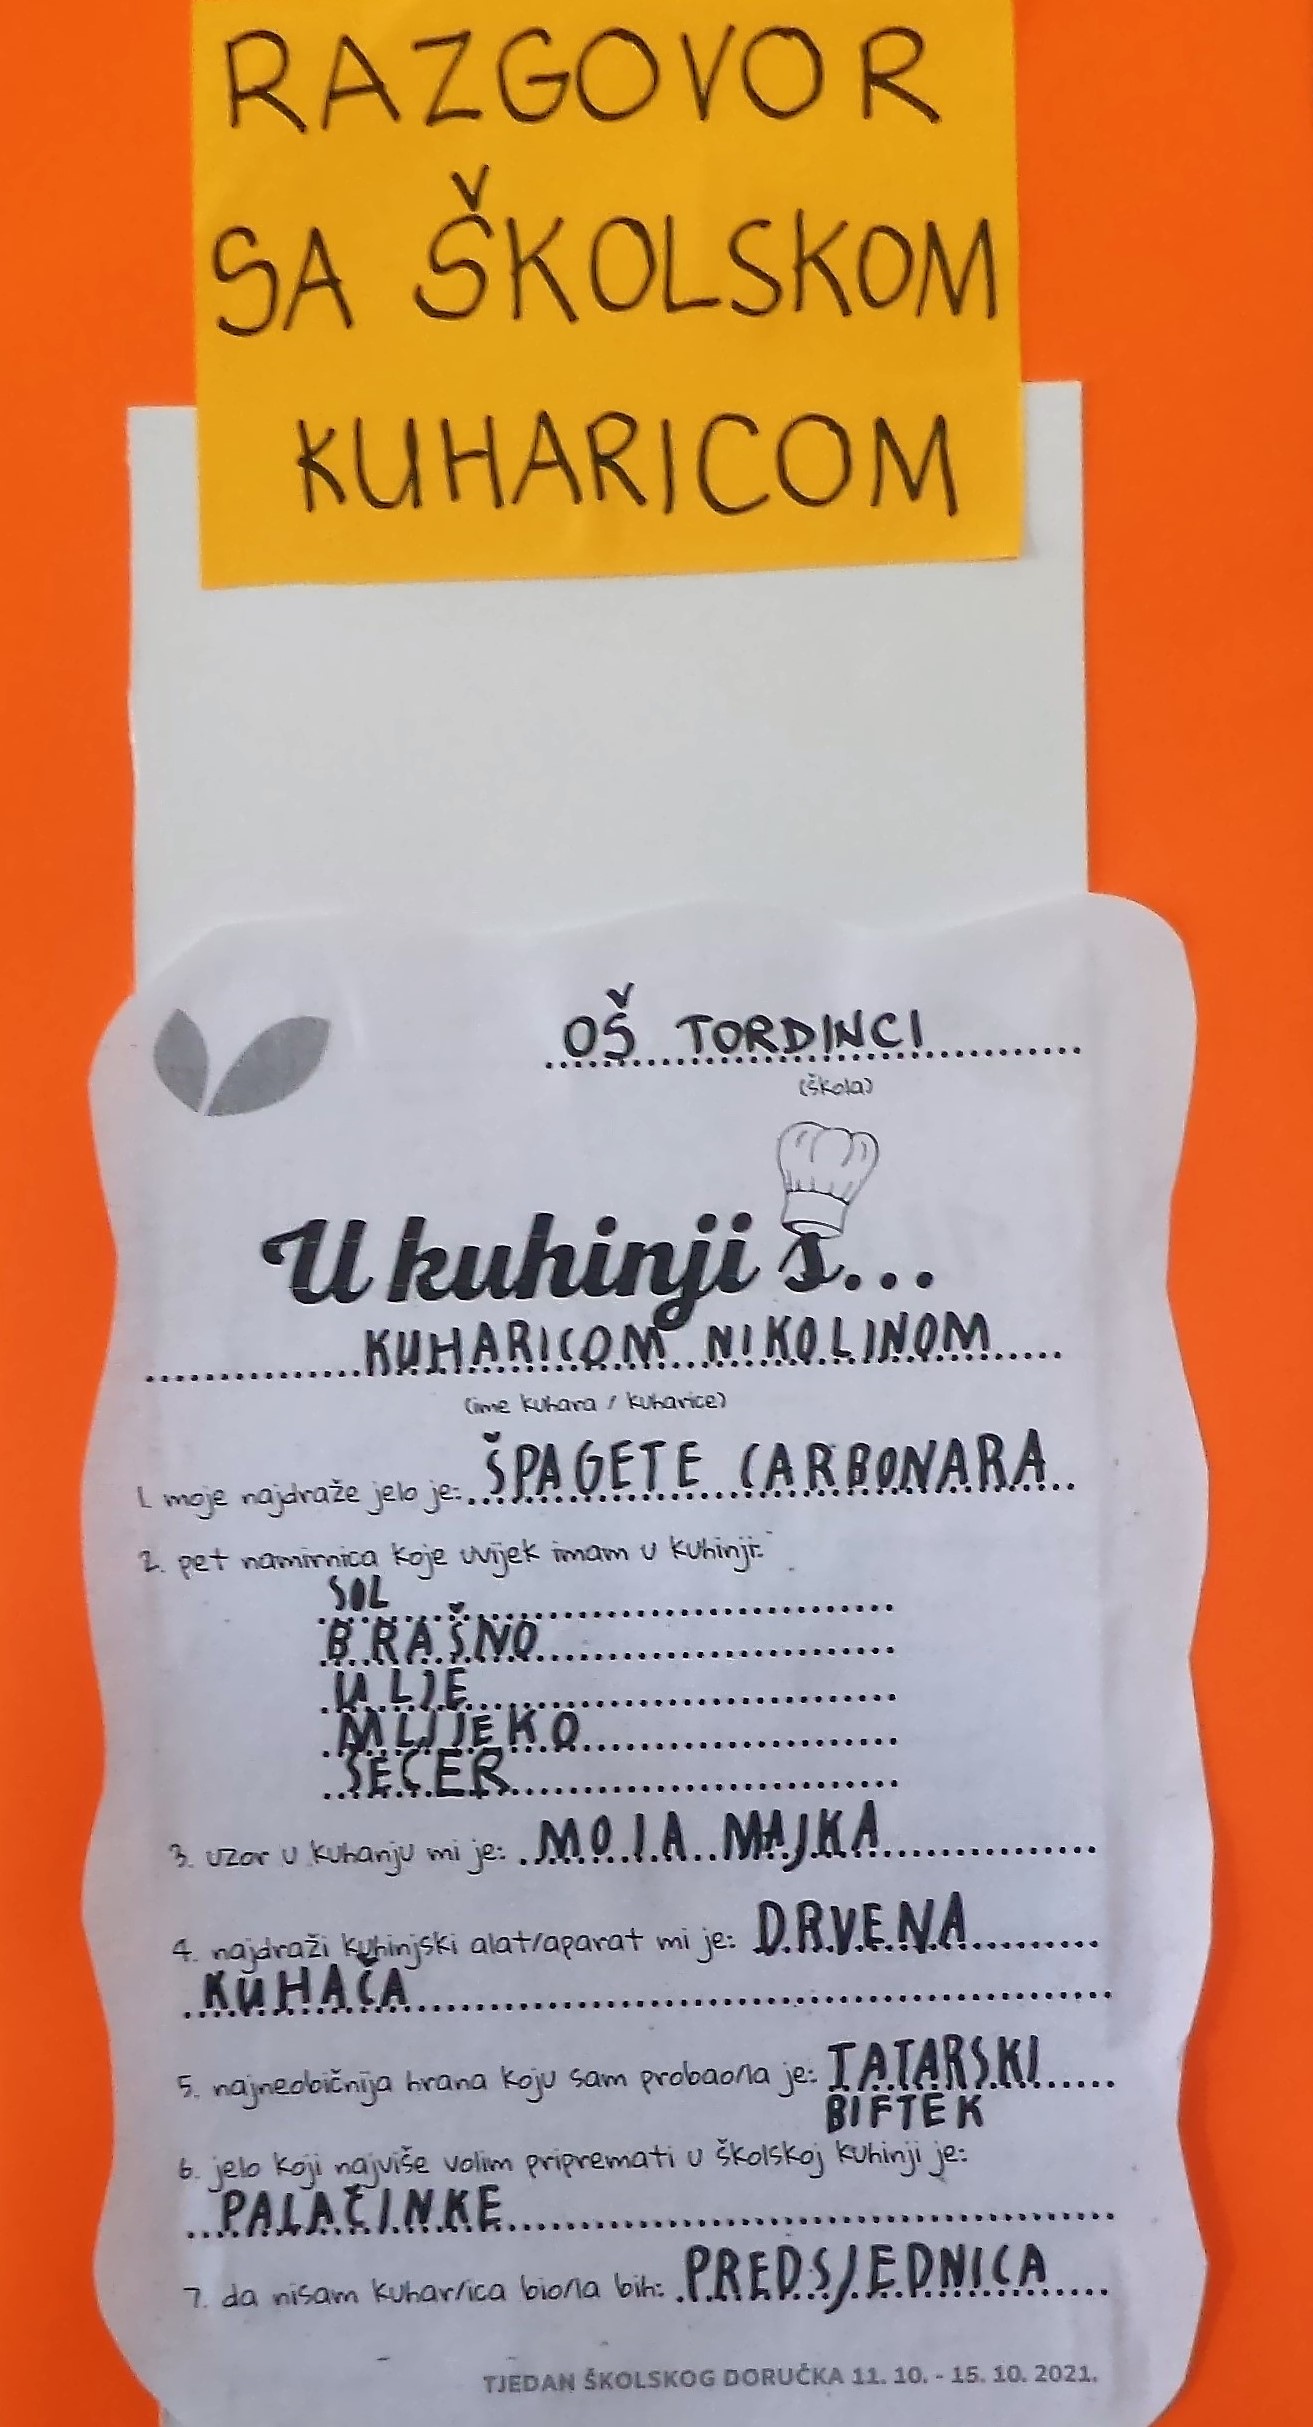 RAZGOVOR
SA ŠKOLSKOM
KUHARICOM
OŠ TORDINCI
(škola)
U kuhinji s...
KUHARICOM NIKOLINOM
(ime kuhara / kuharice)
1. moje najdraže jelo je: ŠPAGETE CARBONARA
2. pet namirnica koje uvijek imam u kuhinji:
SOL
BRAŠNO
ULJE
MLIJEKO
ŠEĆER
3. uzor u kuhanju mi je: MOJA MAJKA
4. najdraži kuhinjski alat/aparat mi je: DRVENA
KUHAČA
5. najneobičnija hrana koju sam probao/la je: TATARSKI
BIFTEK
6. jelo koji najviše volim pripremati u školskoj kuhinji je:
PALAČINKE
7. da nisam kuhar/ica bio/la bih: PREDSJEDNICA
TJEDAN ŠKOLSKOG DORUČKA 11. 10. - 15. 10. 2021.